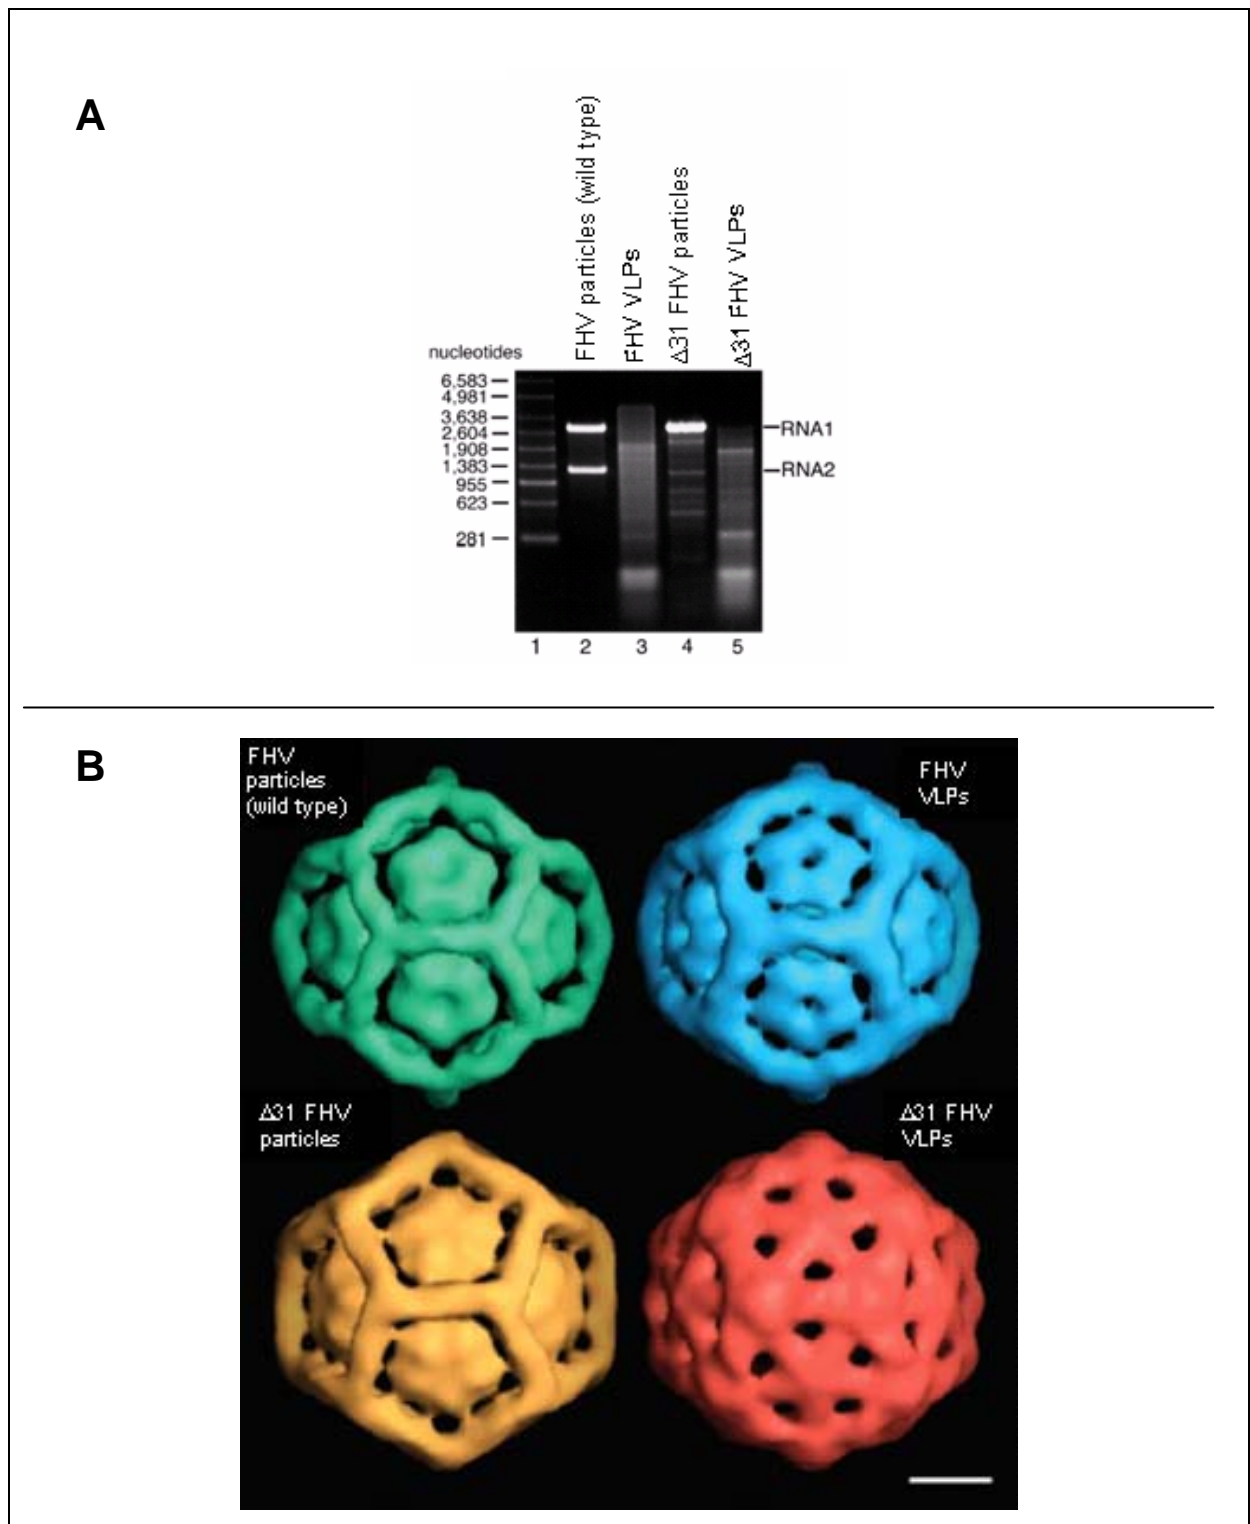 A
FHV particles (wild type)
FHV VLPs
Δ31 FHV particles
Δ31 FHV VLPs
nucleotides
6,583
4,981
3,638
2,604
1,908
1,383
955
623
281
RNA1
RNA2
1 2 3 4 5
B
FHV
particles
(wild type)
FHV
VLPs
Δ31 FHV
particles
Δ31 FHV
VLPs